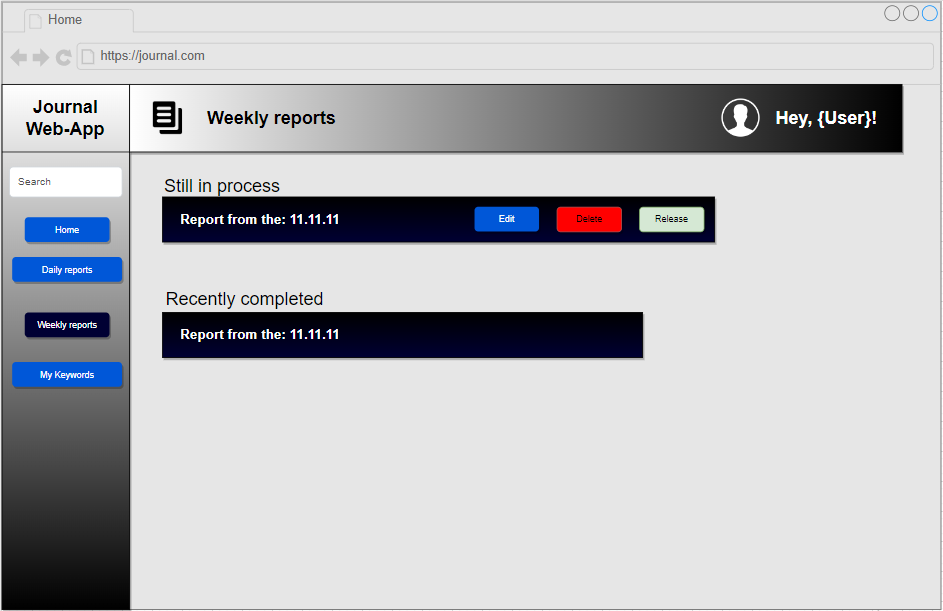 Home
https://journal.com
Journal
Web-App
Weekly reports
Hey, {User}!
Search
Home
Daily reports
Weekly reports
My Keywords
Still in process
Report from the: 11.11.11
Edit
Delete
Release
Recently completed
Report from the: 11.11.11